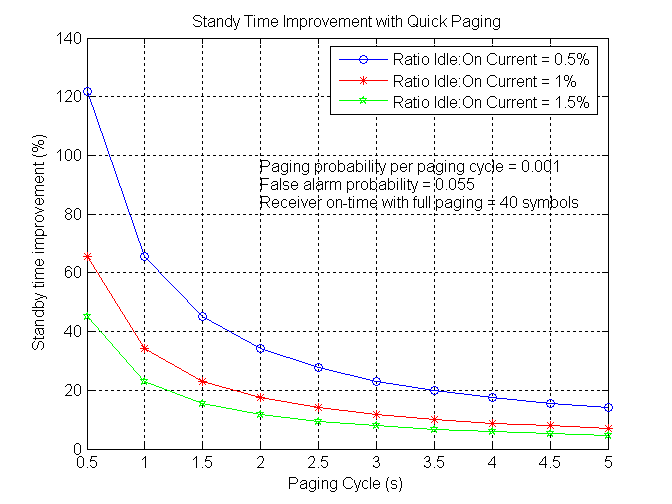 Standy Time Improvement with Quick Paging
140
120
100
80
60
40
20
0
Standby time improvement (%)
Ratio Idle:On Current = 0.5%
Ratio Idle:On Current = 1%
Ratio Idle:On Current = 1.5%
Paging probability per paging cycle = 0.001
False alarm probability = 0.055
Receiver on-time with full paging = 40 symbols
0.5 1 1.5 2 2.5 3 3.5 4 4.5 5
Paging Cycle (s)